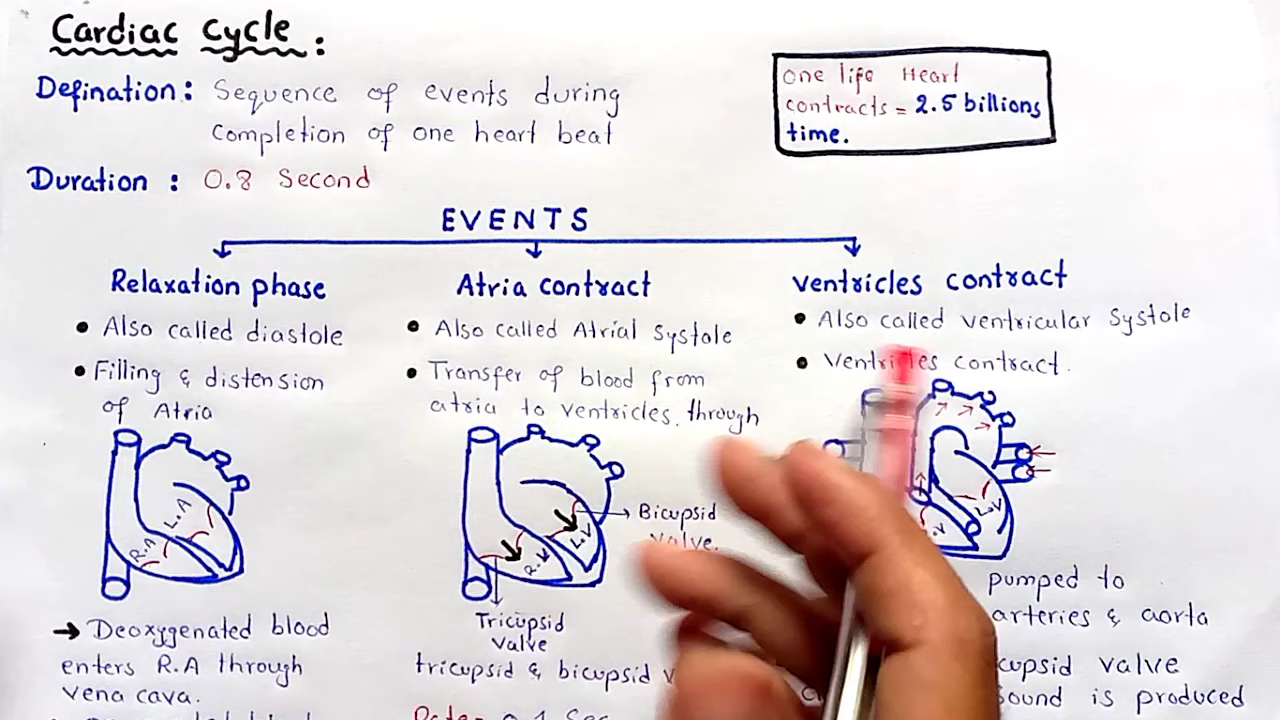 Cardiac Cycle :
Defination : Sequence of events during
completion of one heart beat
Duration : 0.8 Second
One life Heart
contracts = 2.5 billions
time.
EVENTS
Relaxation phase
• Also called diastole
• Filling & distension
of Atria
L.A
R.A
→ Deoxygenated blood
enters R.A through
vena cava.
Atria contract
• Also called Atrial Systole
• Transfer of blood from
atria to ventricles. through
Bicupsid
valve.
L.V
R.V
Tricupsid
valve
tricupsid & bicupsid
ventricles contract
• Also called ventricular Systole
• Ventricles contract.
L.V
pumped to
arteries & aorta
valve
is produced